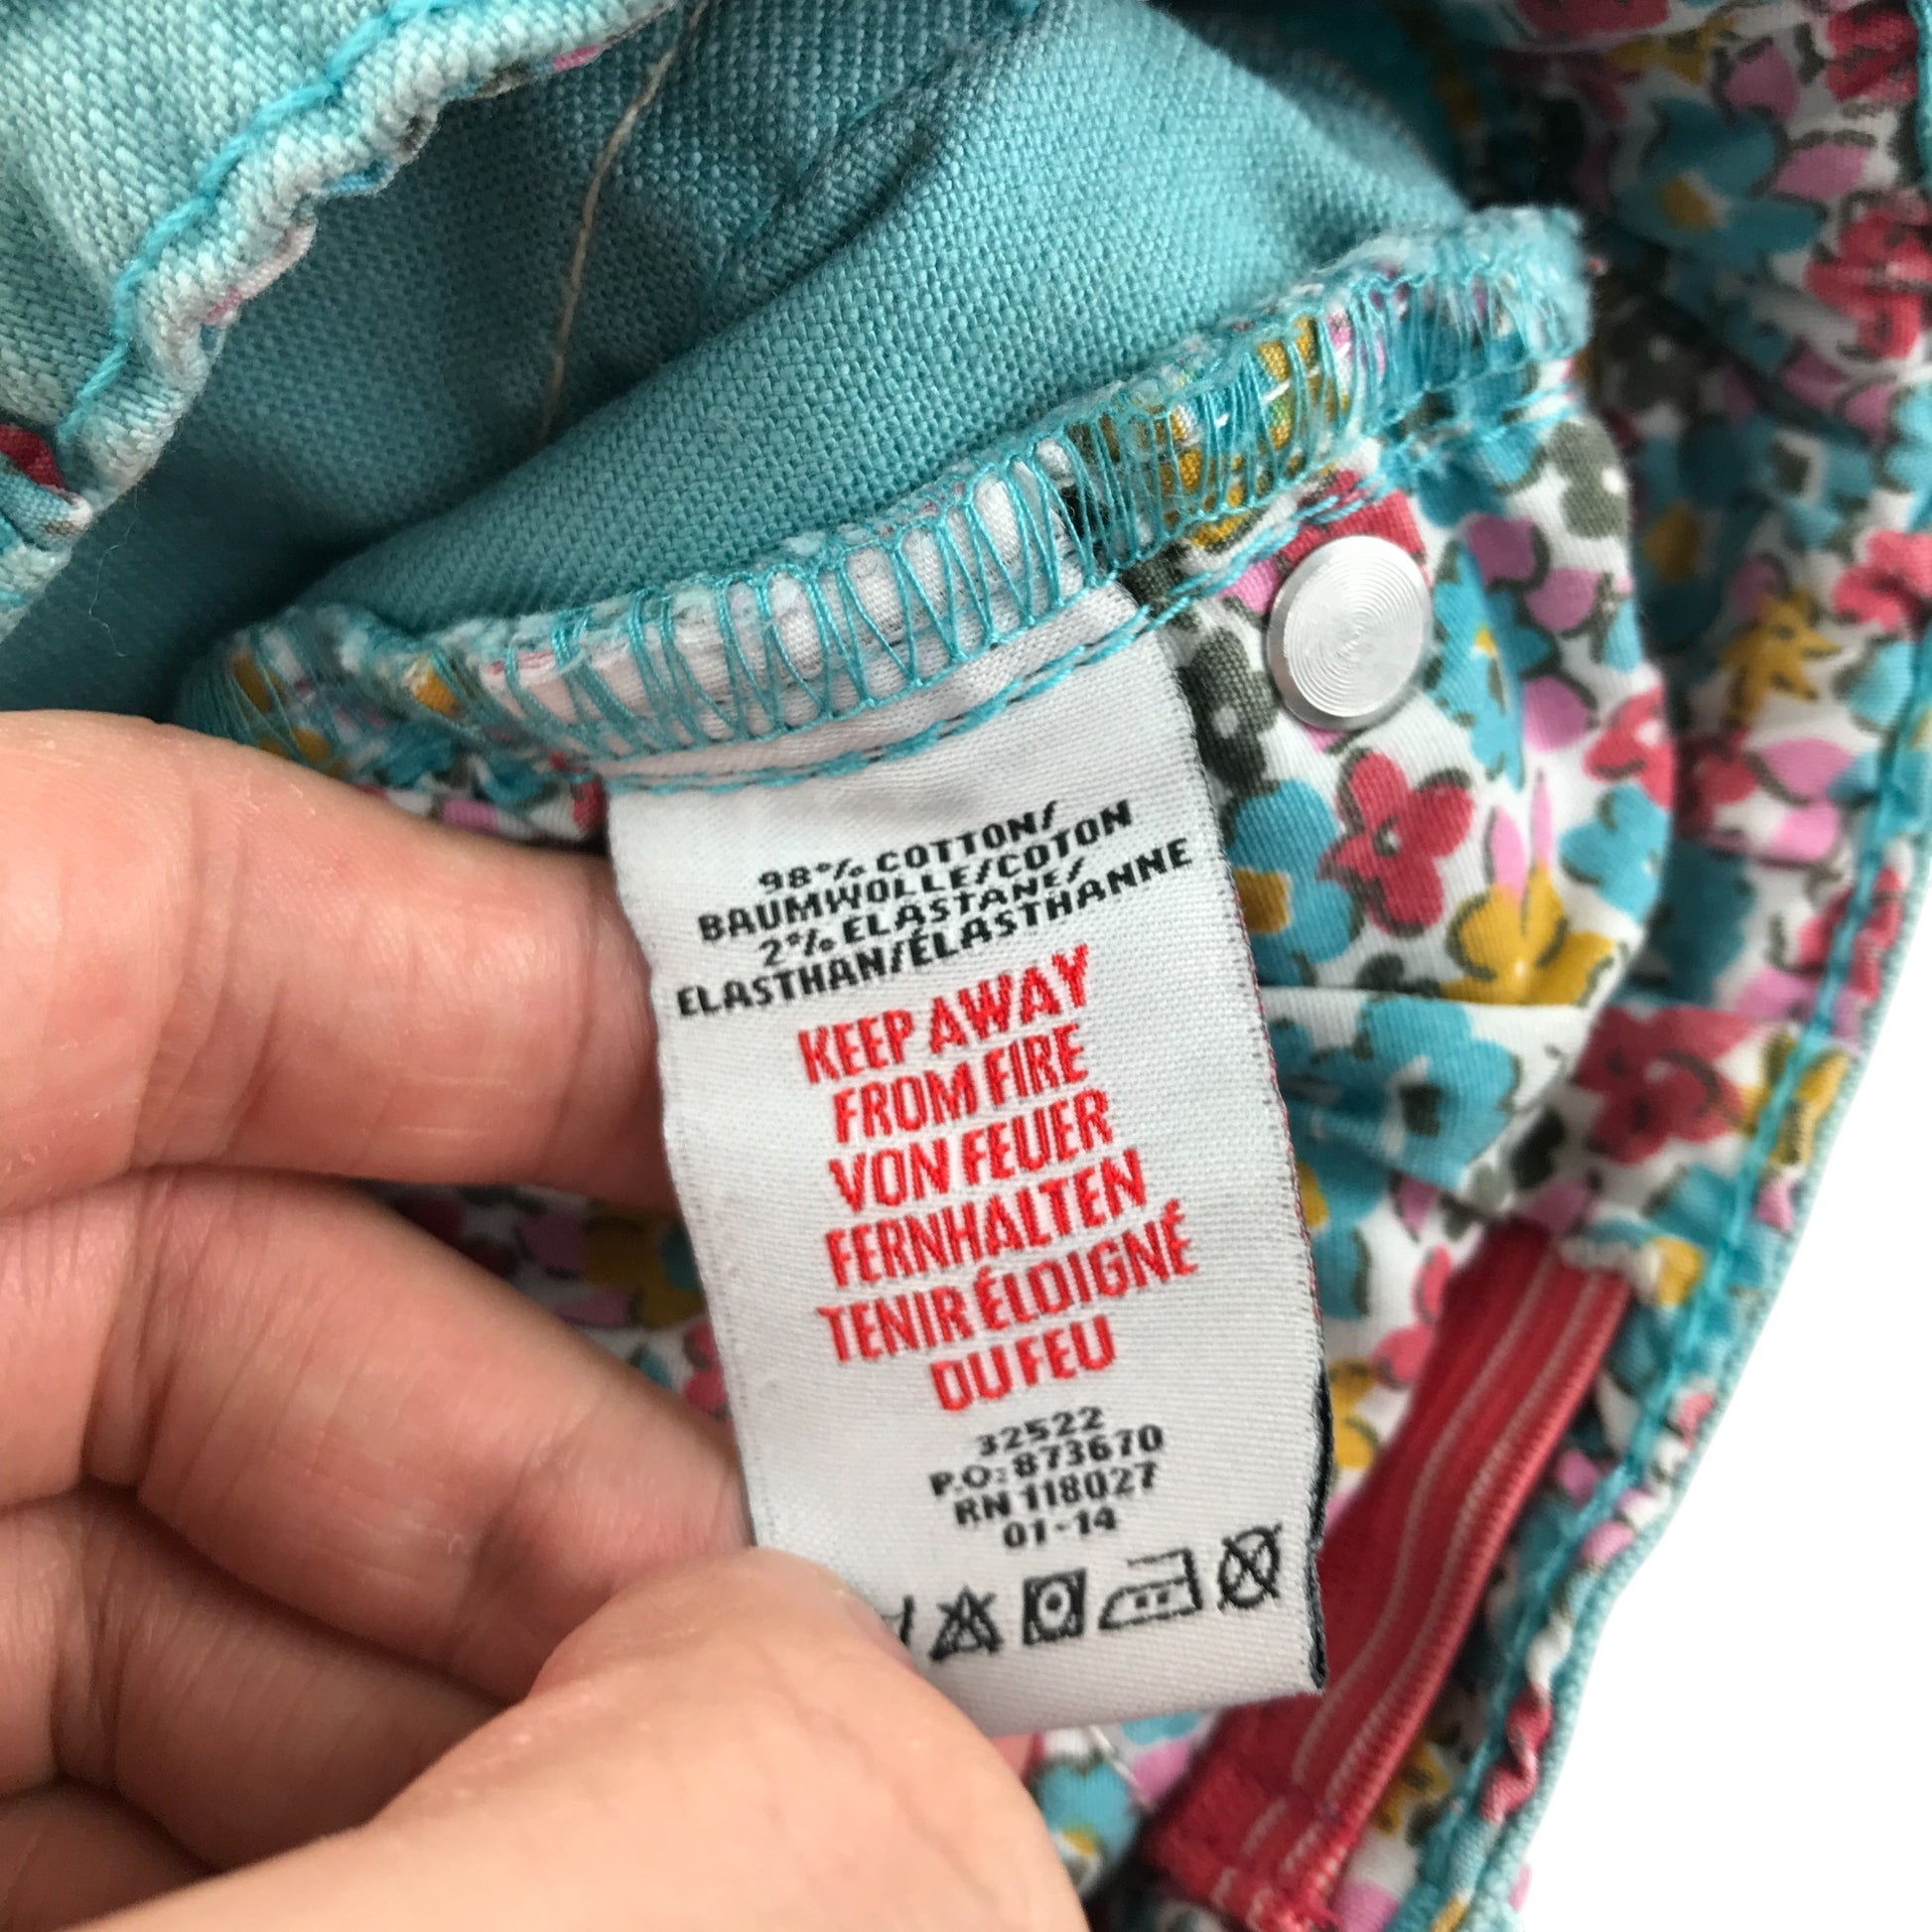 98% COTTON/
BAUMWOLLE/COTON
2% ELASTANE/
ELASTHAN/ÉLASTHANNE
KEEP AWAY
FROM FIRE
VON FEUER
FERNHALTEN
TENIR ÉLOIGNÉ
DU FEU
32522
P.O: 873670
RN 118027
01-14